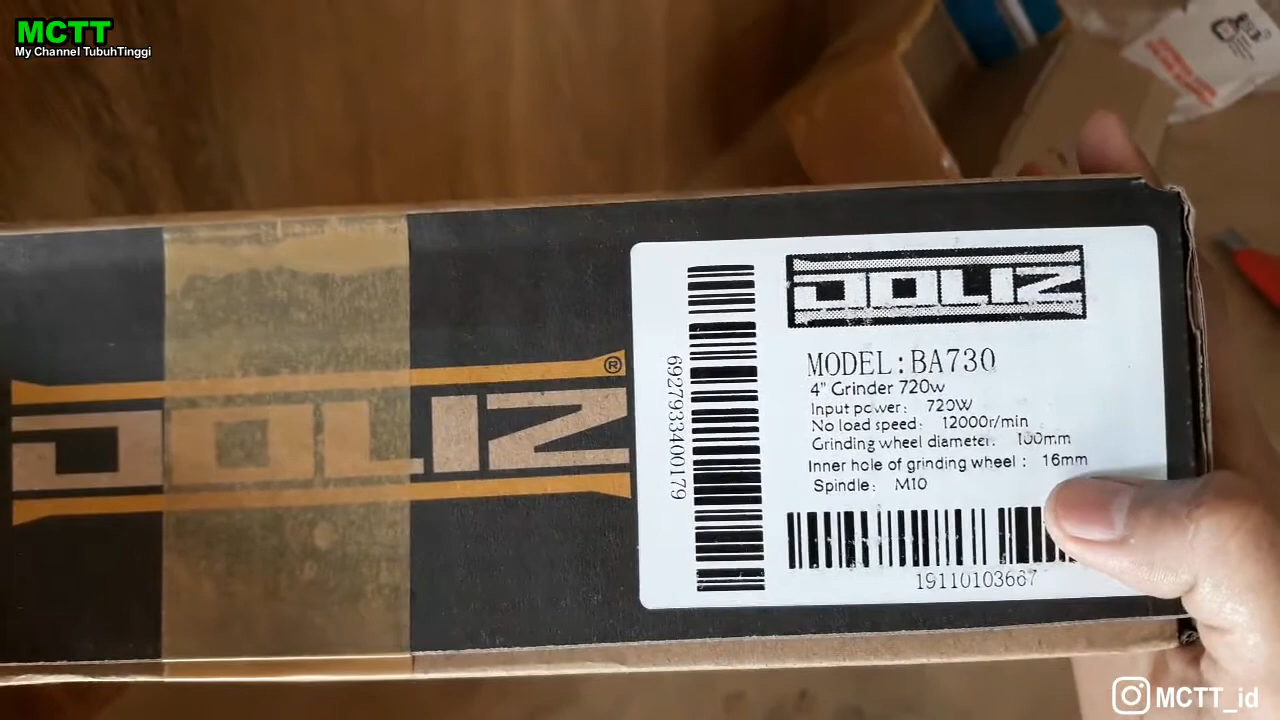 MCTT
My Channel TubuhTinggi
JOLIZ
®
JOLIZ
MODEL:BA730
4" Grinder 720w
Input power: 720W
No load speed: 12000r/min
Grinding wheel diameter: 100mm
Inner hole of grinding wheel: 16mm
Spindle: M10
6927933400179
19110103667
MCTT_id